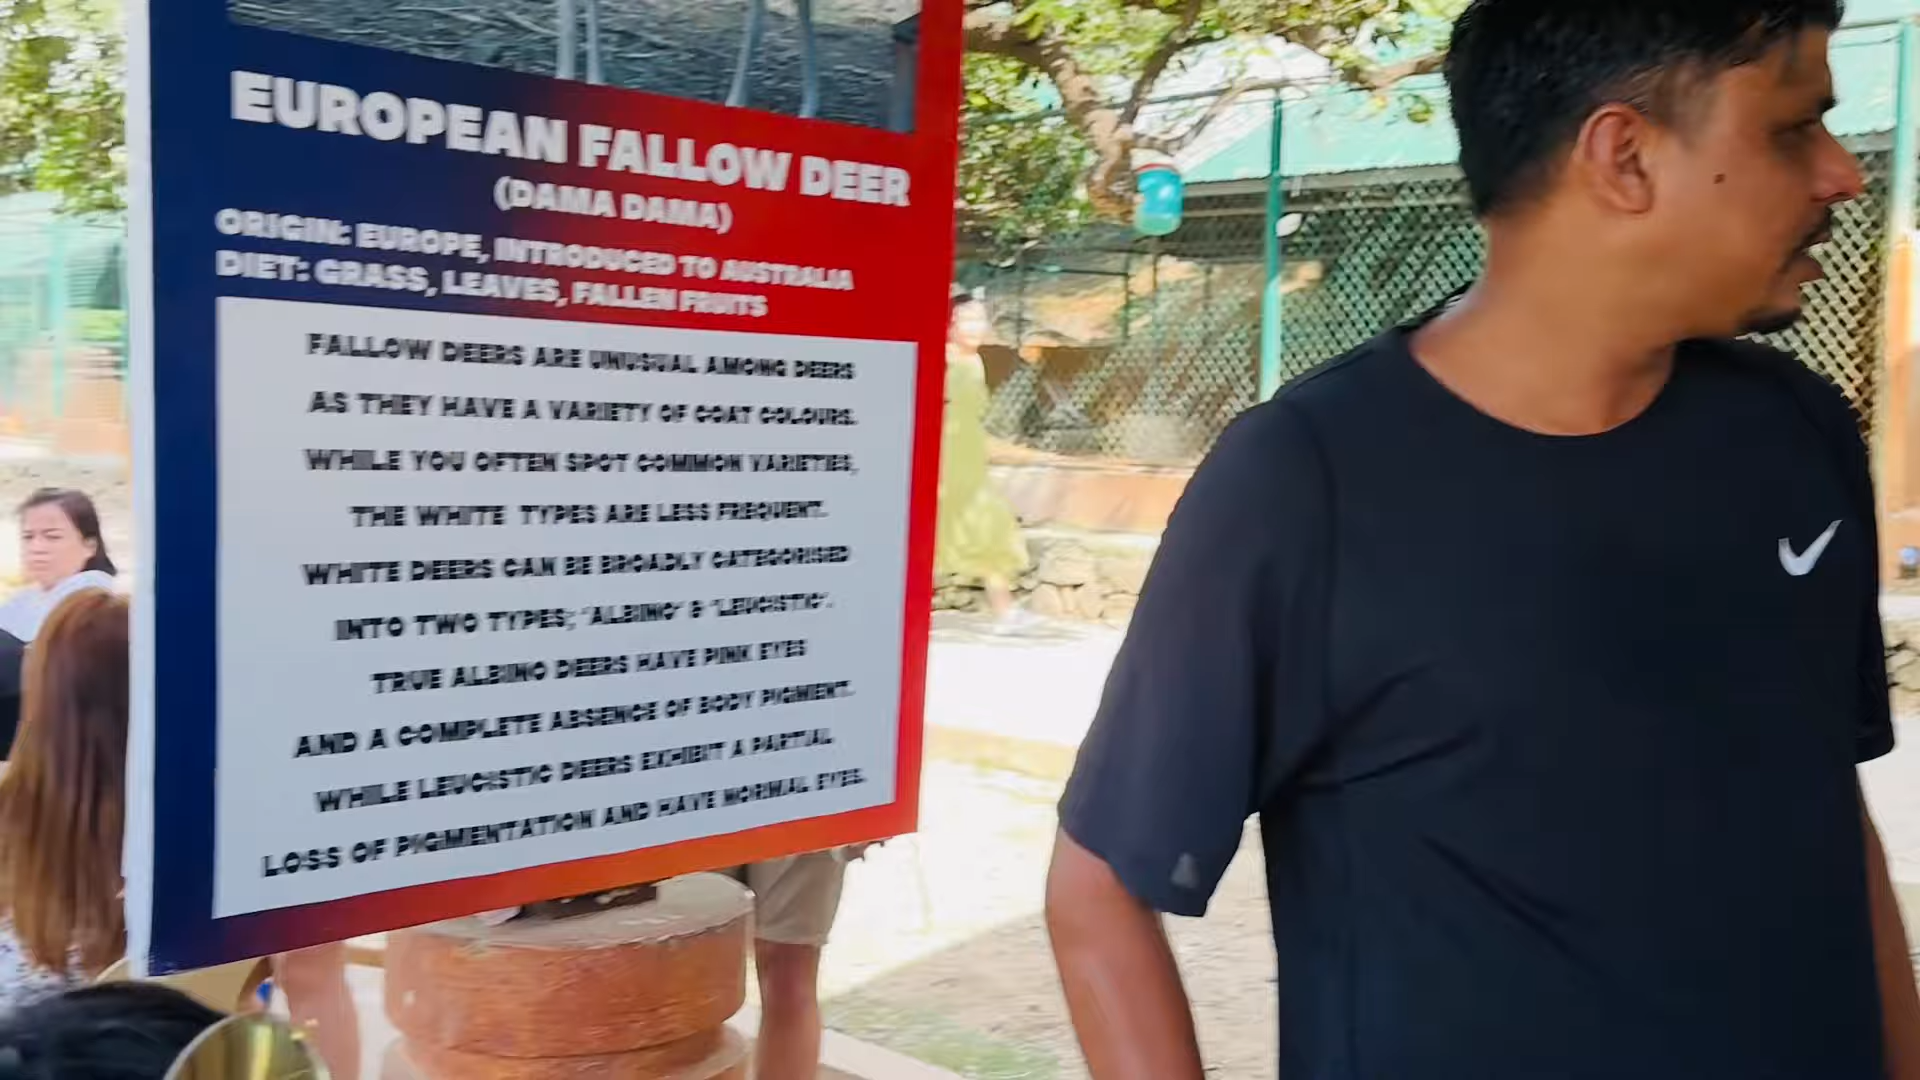 EUROPEAN FALLOW DEER
(DAMA DAMA)
ORIGIN: EUROPE, INTRODUCED TO AUSTRALIA
DIET: GRASS, LEAVES, FALLEN FRUITS
FALLOW DEERS ARE UNUSUAL AMONG DEERS
AS THEY HAVE A VARIETY OF COAT COLOURS.
WHILE YOU OFTEN SPOT COMMON VARIETIES,
THE WHITE TYPES ARE LESS FREQUENT.
WHITE DEERS CAN BE BROADLY CATEGORISED
INTO TWO TYPES; 'ALBINO' & 'LEUCISTIC'.
TRUE ALBINO DEERS HAVE PINK EYES
AND A COMPLETE ABSENCE OF BODY PIGMENT.
WHILE LEUCISTIC DEERS EXHIBIT A PARTIAL
LOSS OF PIGMENTATION AND HAVE NORMAL EYES.